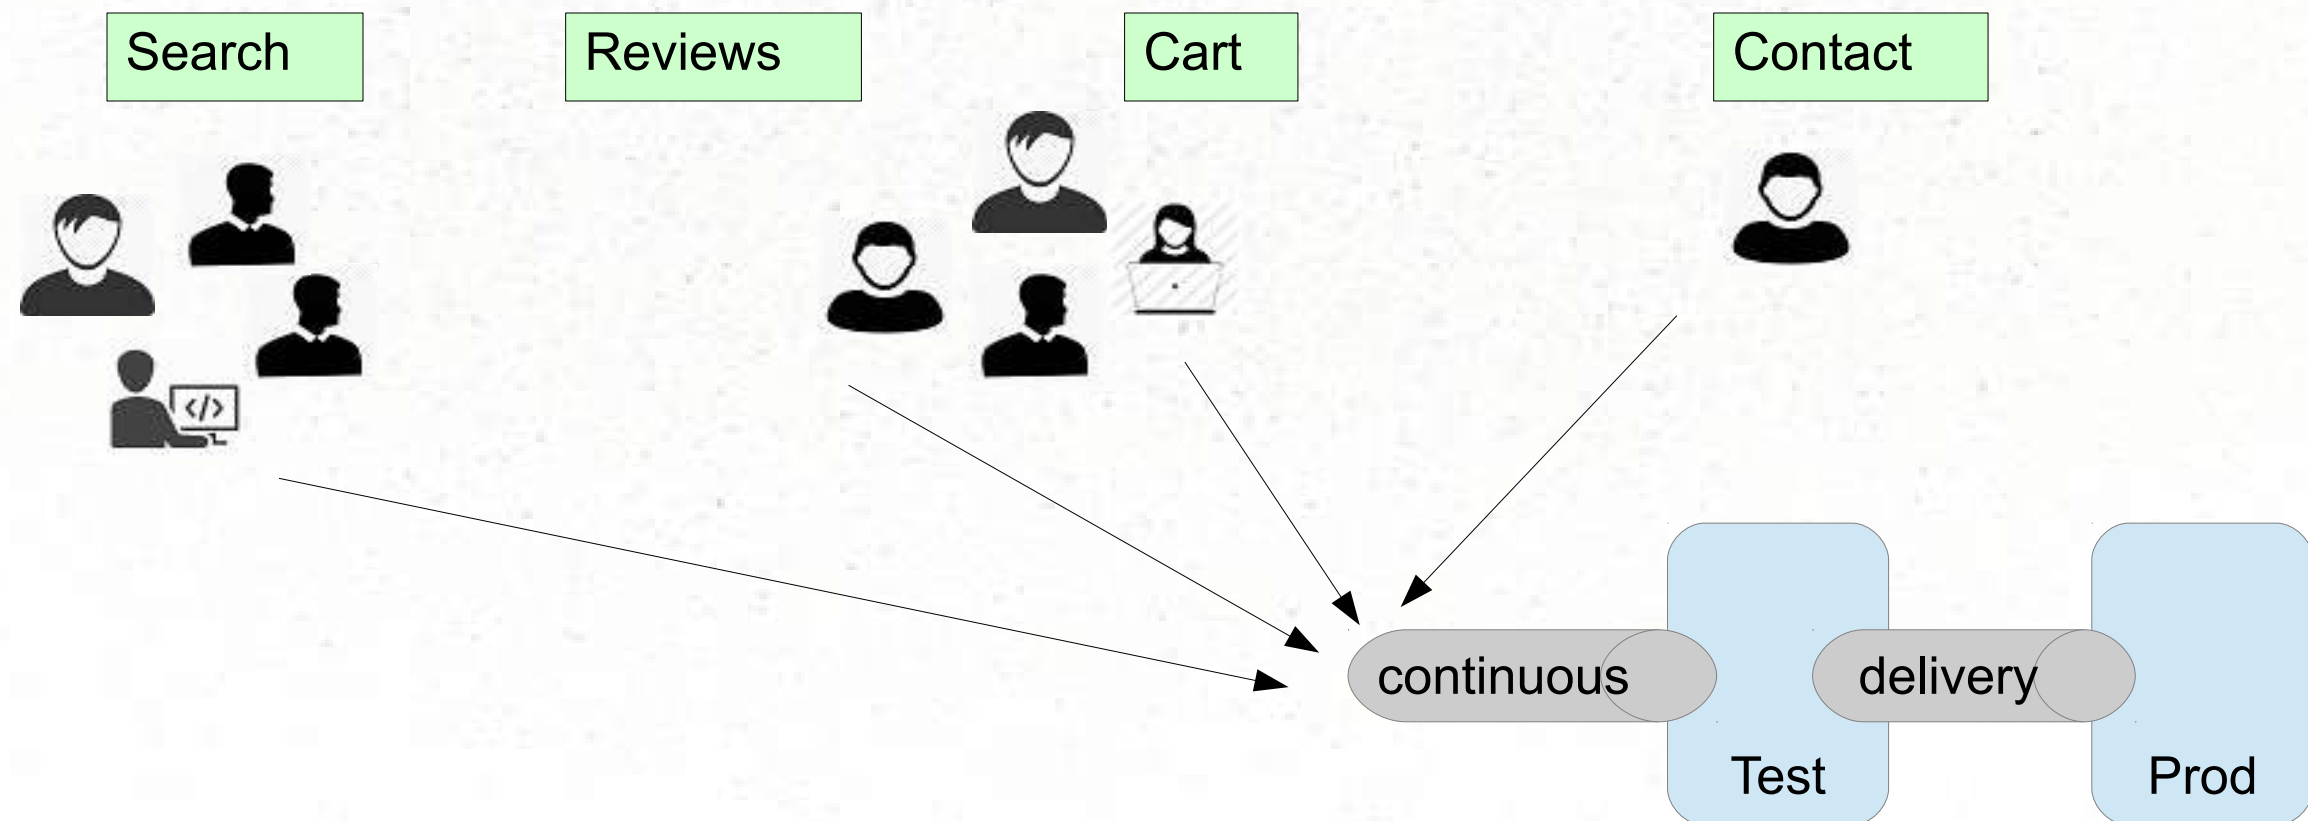 Search
Reviews
Cart
Contact
</>
continuous
delivery
Test
Prod